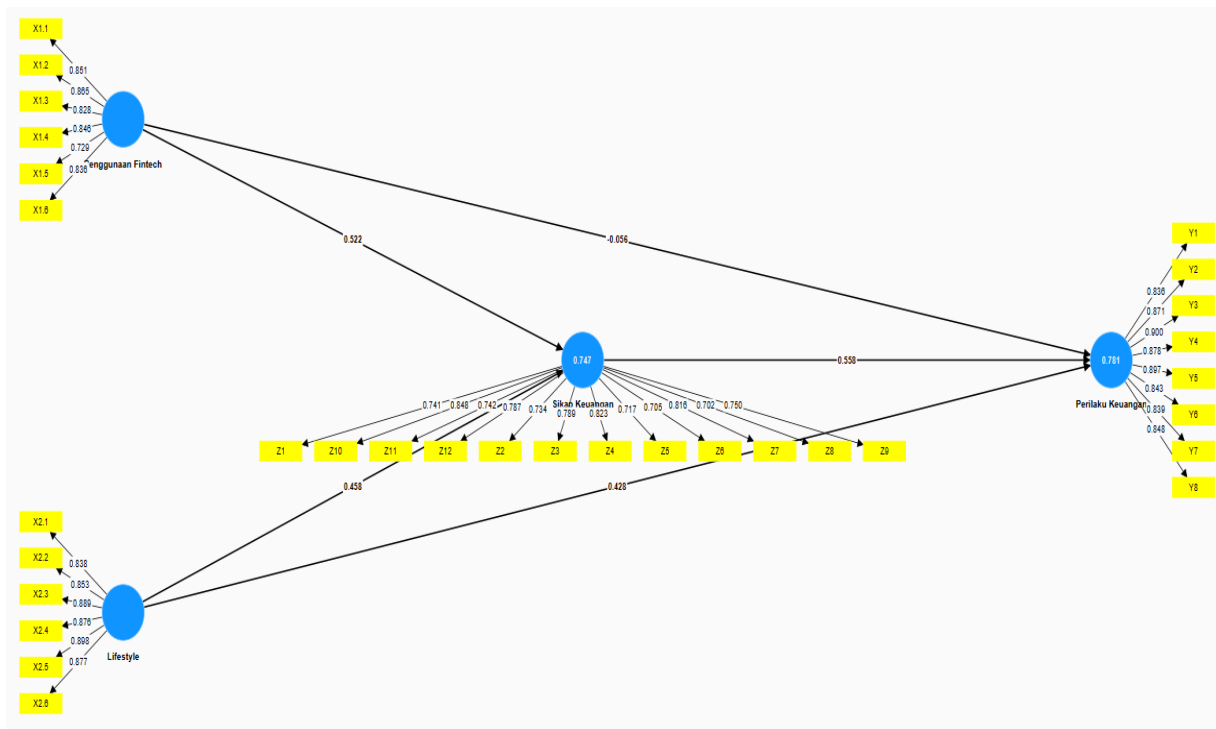 X1.1
X1.2
X1.3
X1.4
X1.5
X1.6
0.851
0.865
0.828
0.846
0.729
0.836
Penggunaan Fintech
0.522
-0.056
0.747
Sikap Keuangan
0.558
0.781
Perilaku Keuangan
Y1
Y2
Y3
Y4
Y5
Y6
Y7
Y8
0.836
0.871
0.900
0.878
0.897
0.843
0.839
0.848
0.741
0.848
0.742
0.787
0.734
0.789
0.823
0.717
0.705
0.816
0.702
0.750
Z1
Z10
Z11
Z12
Z2
Z3
Z4
Z5
Z6
Z7
Z8
Z9
0.458
0.428
X2.1
X2.2
X2.3
X2.4
X2.5
X2.6
0.838
0.853
0.889
0.876
0.898
0.877
Lifestyle